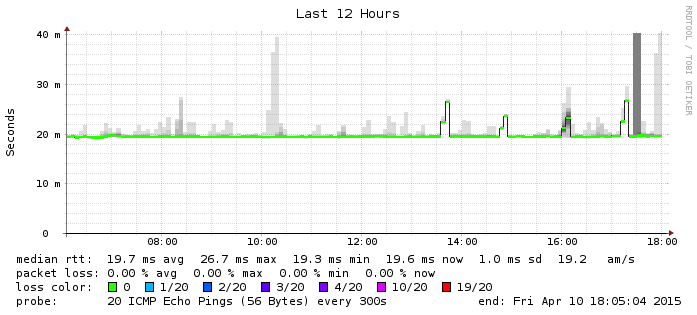 Last 12 Hours
RRDTOOL / TOBI OETIKER
Seconds
40 m
30 m
20 m
10 m
0
08:00 10:00 12:00 14:00 16:00 18:00
median rtt: 19.7 ms avg 26.7 ms max 19.3 ms min 19.6 ms now 1.0 ms sd 19.2 am/s
packet loss: 0.00 % avg 0.00 % max 0.00 % min 0.00 % now
loss color: 0 1/20 2/20 3/20 4/20 10/20 19/20
probe: 20 ICMP Echo Pings (56 Bytes) every 300s end: Fri Apr 10 18:05:04 2015